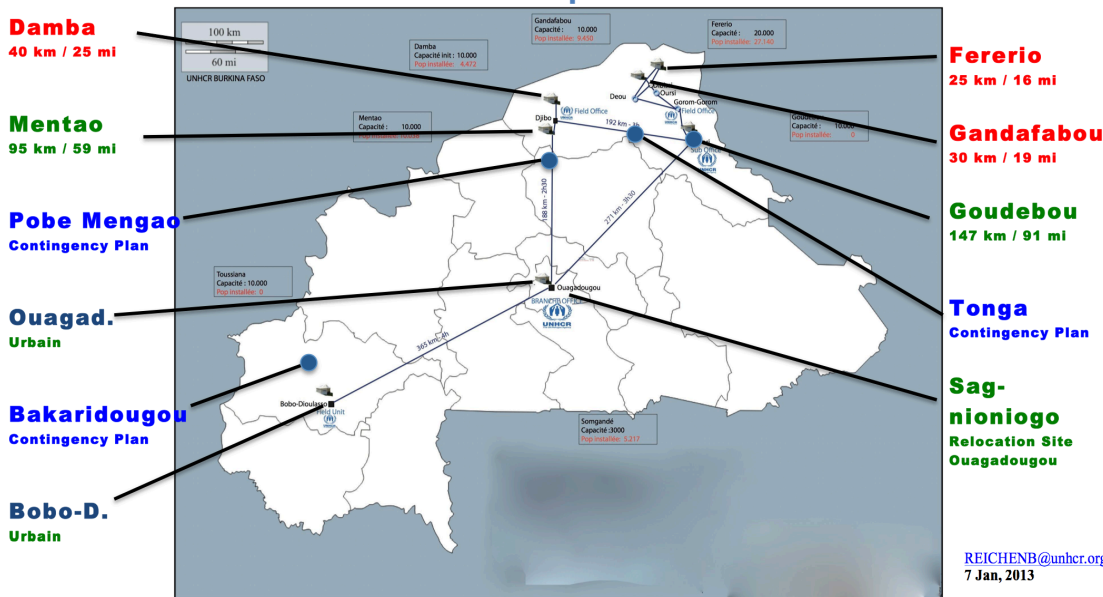 Damba
40 km / 25 mi
Mentao
95 km / 59 mi
Pobe Mengao
Contingency Plan
Ouagad.
Urbain
Bakaridougou
Contingency Plan
Bobo-D.
Urbain
100 km
60 mi
UNHCR BURKINA FASO
Gandafabou
Capacité : 10.000
Pop installée: 9.450
Damba
Capacité init : 10.000
Pop installée: 4.472
Fererio
Capacité : 20.000
Pop installée: 27.140
Mentao
Capacité : 10.000
Capacité : 10.000
Pop installée: 0
Deou
Oursi
Gorom-Gorom
Field Office
Djibo
Field Office
192 km - 3h
Sub Office
UNHCR
188 km - 2h30
271 km - 3h30
Toussiana
Capacité : 10.000
Pop installée: 0
Ouagadougou
BRANCH OFFICE
UNHCR
365 km - 4h
Bobo-Dioulasso
Field Unit
Somgandé
Capacité :3000
Pop installée: 5.217
Fererio
25 km / 16 mi
Gandafabou
30 km / 19 mi
Goudebou
147 km / 91 mi
Tonga
Contingency Plan
Sag-
nioniogo
Relocation Site
Ouagadougou
REICHENB@unhcr.org
7 Jan, 2013